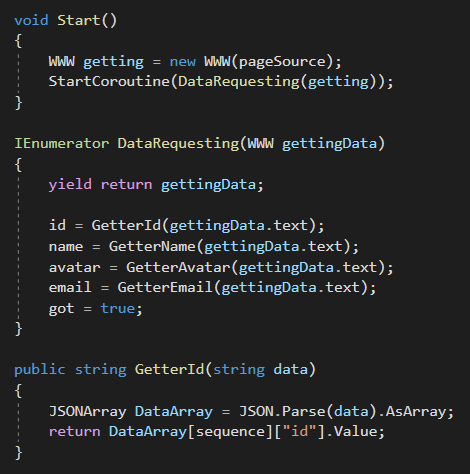 void Start()
{
    WWW getting = new WWW(pageSource);
    StartCoroutine(DataRequesting(getting));
}

IEnumerator DataRequesting(WWW gettingData)
{
    yield return gettingData;

    id = GetterId(gettingData.text);
    name = GetterName(gettingData.text);
    avatar = GetterAvatar(gettingData.text);
    email = GetterEmail(gettingData.text);
    got = true;
}

public string GetterId(string data)
{
    JSONArray DataArray = JSON.Parse(data).AsArray;
    return DataArray[sequence]["id"].Value;
}